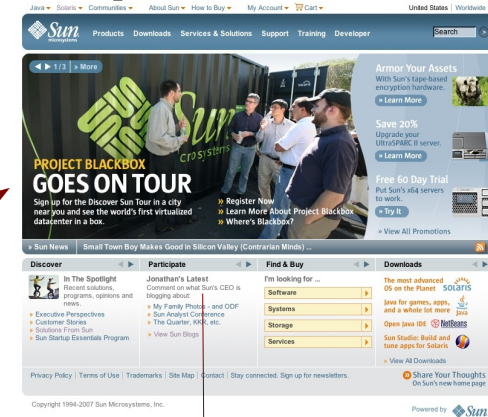 Java Solaris Communities About Sun How to Buy My Account Cart United States | Worldwide
Sun microsystems
Products Downloads Services & Solutions Support Training Developer Search
1/3 » More
Sun
PROJECT BLACKBOX
GOES ON TOUR
Sign up for the Discover Sun Tour in a city
near you and see the world's first virtualized
datacenter in a box.
» Register Now
» Learn More About Project Blackbox
» Where's Blackbox?
Armor Your Assets
With Sun's tape-based
encryption hardware.
» Learn More
Save 20%
Upgrade your
UltraSPARC II server.
» Learn More
Free 60 Day Trial
Put Sun's x64 servers
to work.
» Try It
» View All Promotions
» Sun News Small Town Boy Makes Good in Silicon Valley (Contrarian Minds) ...
Discover
In The Spotlight
Recent solutions,
programs, opinions and
news.
» Executive Perspectives
» Customer Stories
» Solutions From Sun
» Sun Startup Essentials Program
Participate
Jonathan's Latest
Comment on what Sun's CEO is
blogging about:
» My Family Photos - and ODF
» Sun Analyst Conference
» The Quarter, KKR, etc.
» View Sun Blogs
Find & Buy
I'm looking for ...
Software
Systems
Storage
Services
Downloads
The most advanced
OS on the Planet
solaris
Java for games, apps,
and a whole lot more
Java
Open Java IDE NetBeans
Sun Studio: Build and
tune apps for Solaris
» View All Downloads
Privacy Policy | Terms of Use | Trademarks | Site Map | Contact | Stay connected. Sign up for newsletters.
Share Your Thoughts
On Sun's new home page
Copyright 1994-2007 Sun Microsystems, Inc.
Powered by Sun